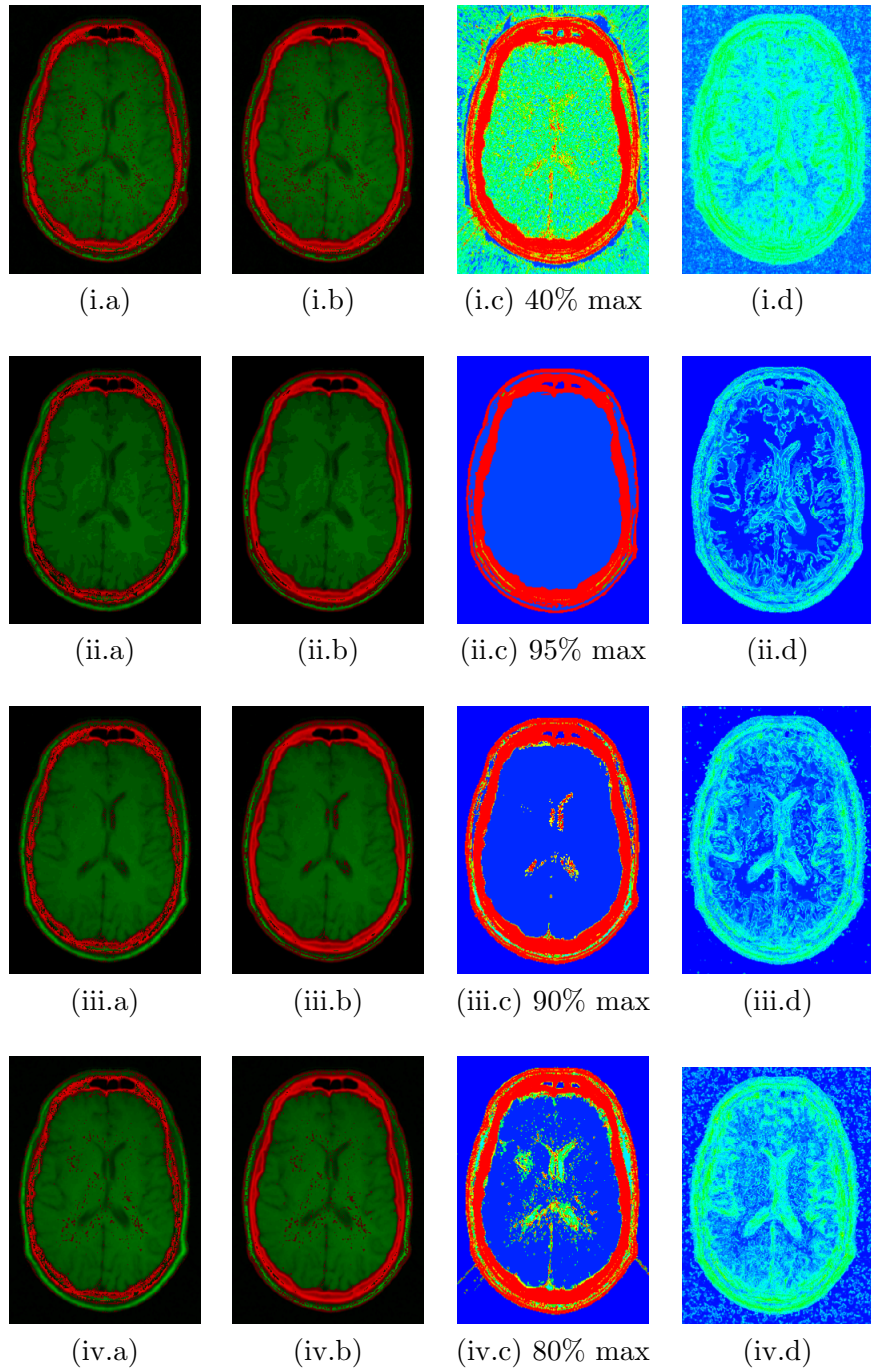 (i.a) (i.b) (i.c) 40% max (i.d)
(ii.a) (ii.b) (ii.c) 95% max (ii.d)
(iii.a) (iii.b) (iii.c) 90% max (iii.d)
(iv.a) (iv.b) (iv.c) 80% max (iv.d)